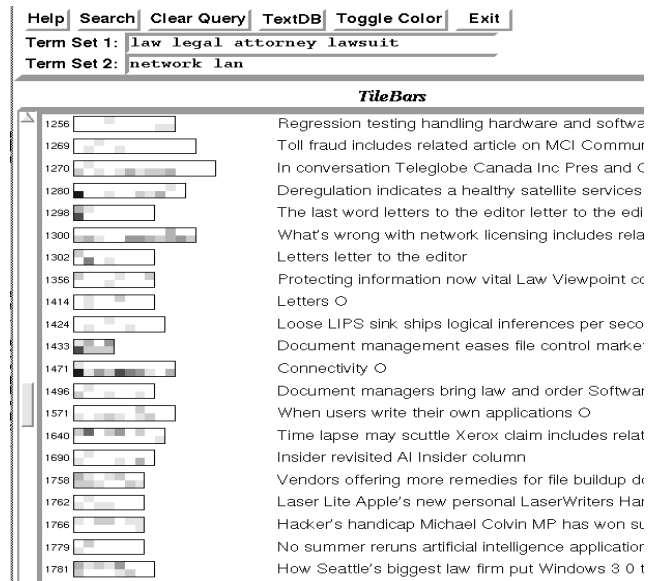 Help Search Clear Query TextDB Toggle Color Exit
Term Set 1: law legal attorney lawsuit
Term Set 2: network lan
TileBars
1256 Regression testing handling hardware and softwa
1269 Toll fraud includes related article on MCI Commun
1270 In conversation Teleglobe Canada Inc Pres and C
1280 Deregulation indicates a healthy satellite services
1298 The last word letters to the editor letter to the edi
1300 What's wrong with network licensing includes rela
1302 Letters letter to the editor
1356 Protecting information now vital Law Viewpoint co
1414 Letters O
1424 Loose LIPS sink ships logical inferences per seco
1433 Document management eases file control market
1471 Connectivity O
1496 Document managers bring law and order Softwar
1571 When users write their own applications O
1640 Time lapse may scuttle Xerox claim includes relat
1690 Insider revisited AI Insider column
1758 Vendors offering more remedies for file buildup do
1762 Laser Lite Apple's new personal LaserWriters Har
1766 Hacker's handicap Michael Colvin MP has won su
1779 No summer reruns artificial intelligence application
1781 How Seattle's biggest law firm put Windows 3 0 t